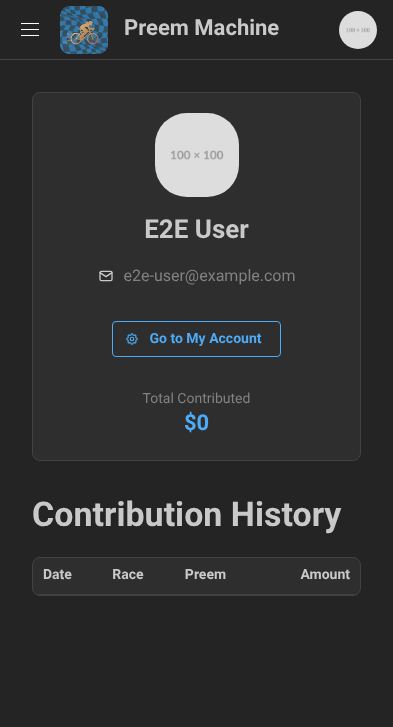 Preem Machine
100 × 100
100 × 100
E2E User
e2e-user@example.com
Go to My Account
Total Contributed
$0
Contribution History
Date Race Preem Amount